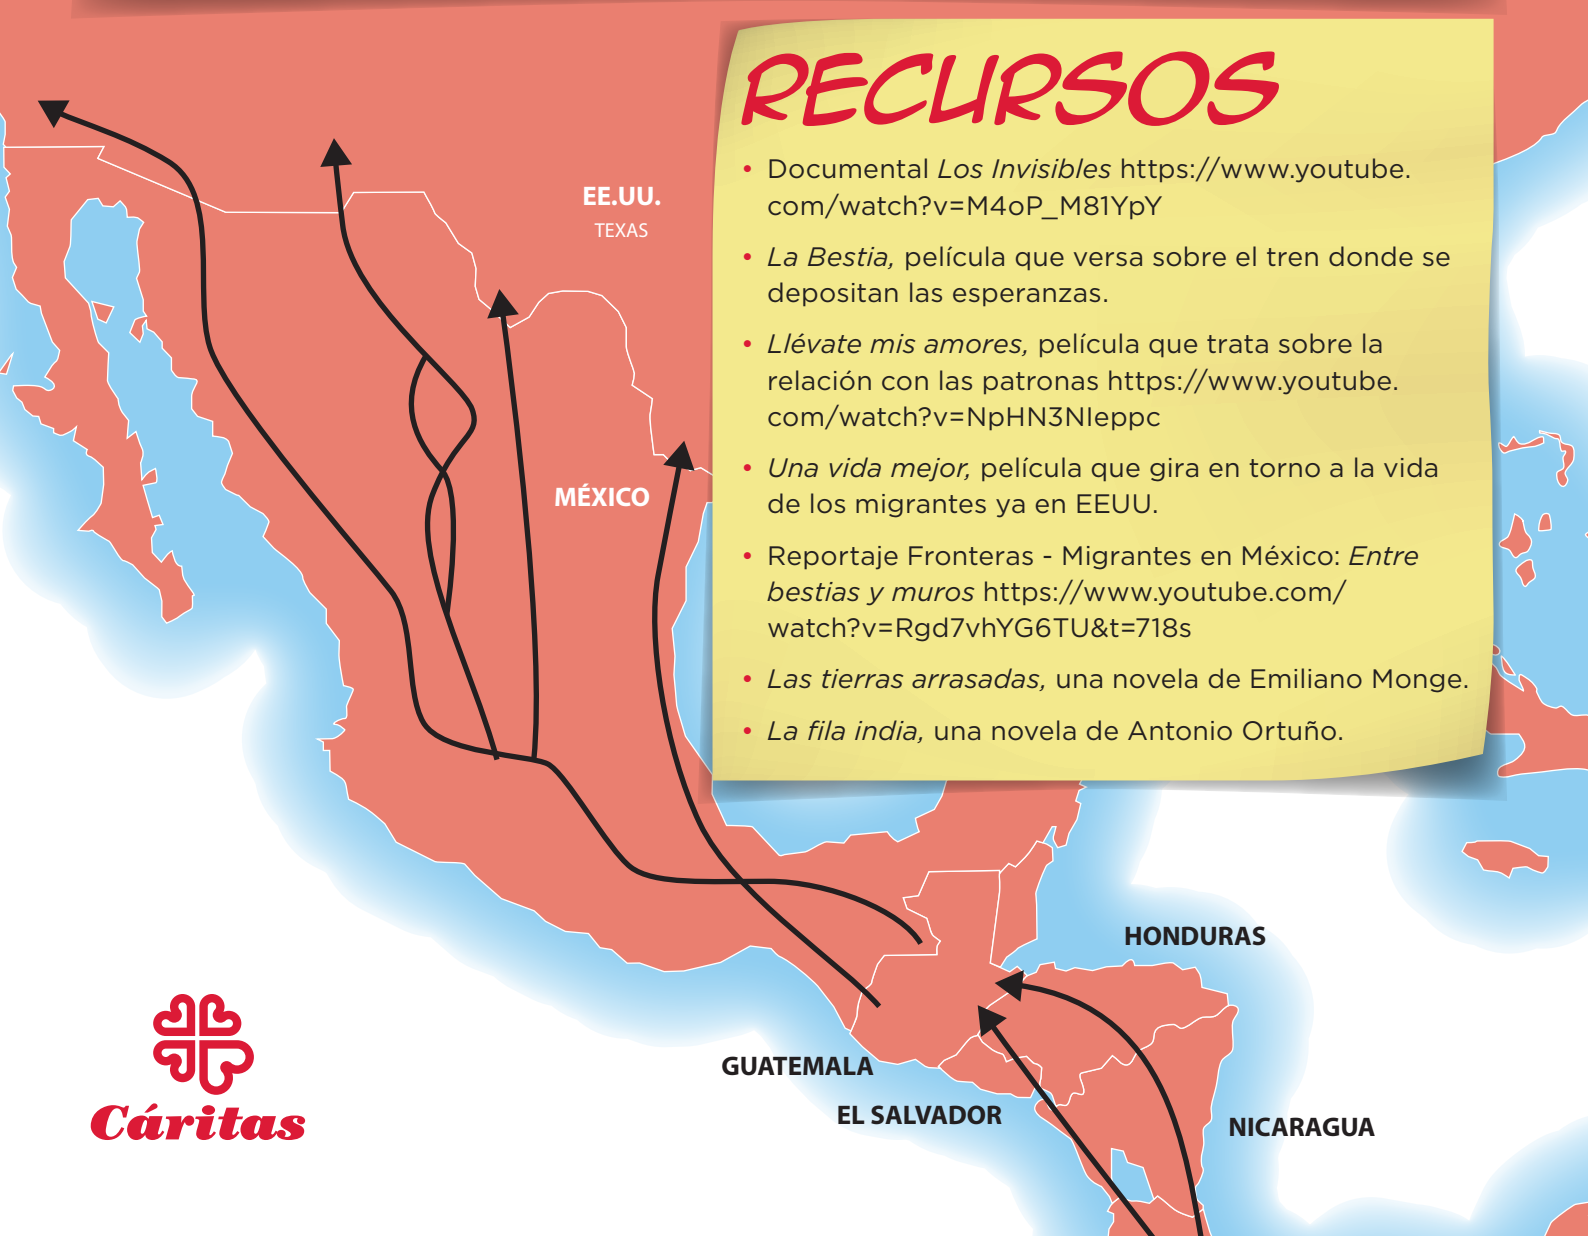 RECURSOS
• Documental Los Invisibles https://www.youtube.
com/watch?v=M4oP_M81YpY
• La Bestia, película que versa sobre el tren donde se
depositan las esperanzas.
• Llévate mis amores, película que trata sobre la
relación con las patronas https://www.youtube.
com/watch?v=NpHN3NIeppc
• Una vida mejor, película que gira en torno a la vida
de los migrantes ya en EEUU.
• Reportaje Fronteras - Migrantes en México: Entre
bestias y muros https://www.youtube.com/
watch?v=Rgd7vhYG6TU&t=718s
• Las tierras arrasadas, una novela de Emiliano Monge.
• La fila india, una novela de Antonio Ortuño.
EE.UU.
TEXAS
MÉXICO
HONDURAS
GUATEMALA
EL SALVADOR
NICARAGUA
Cáritas